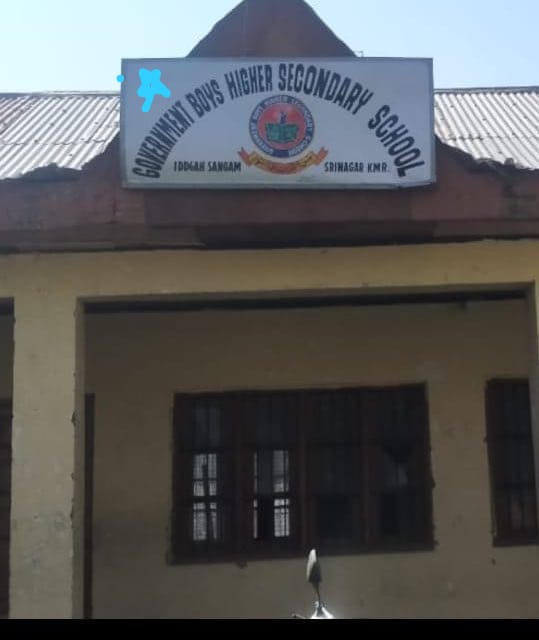 GOVERNMENT BOYS HIGHER SECONDARY SCHOOL
IDDGAH SANGAM SRINAGAR KMR.